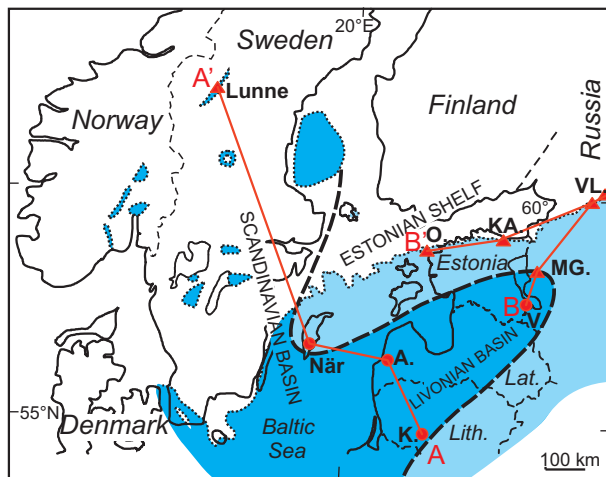 20°E
Sweden
A'
Lunne
Finland
Russia
Norway
VL.
60°
SCANDINAVIAN BASIN
ESTONIAN SHELF
B'
O.
KA.
Estonia
MG.
B
V.
När
A.
LIVONIAN BASIN
Lat.
55°N
Denmark
Baltic
Sea
K.
A
Lith.
100 km